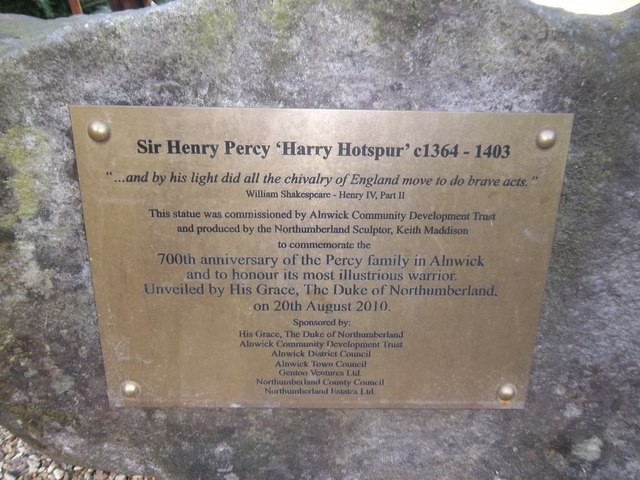 Sir Henry Percy ‘Harry Hotspur’ c1364 - 1403
“...and by his light did all the chivalry of England move to do brave acts.”
William Shakespeare - Henry IV, Part II
This statue was commissioned by Alnwick Community Development Trust
and produced by the Northumberland Sculptor, Keith Maddison
to commemorate the
700th anniversary of the Percy family in Alnwick
and to honour its most illustrious warrior.
Unveiled by His Grace, The Duke of Northumberland,
on 20th August 2010.
Sponsored by:
His Grace, The Duke of Northumberland
Alnwick Community Development Trust
Alnwick District Council
Alnwick Town Council
Gentoo Ventures Ltd.
Northumberland County Council
Northumberland Estates Ltd.